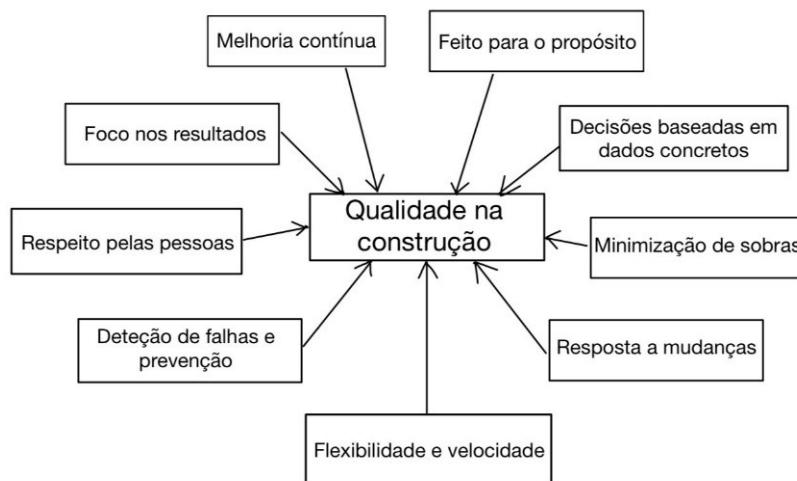 Melhoria contínua
Feito para o propósito
Foco nos resultados
Decisões baseadas em
dados concretos
Qualidade na
construção
Respeito pelas pessoas
Minimização de sobras
Deteção de falhas e
prevenção
Resposta a mudanças
Flexibilidade e velocidade